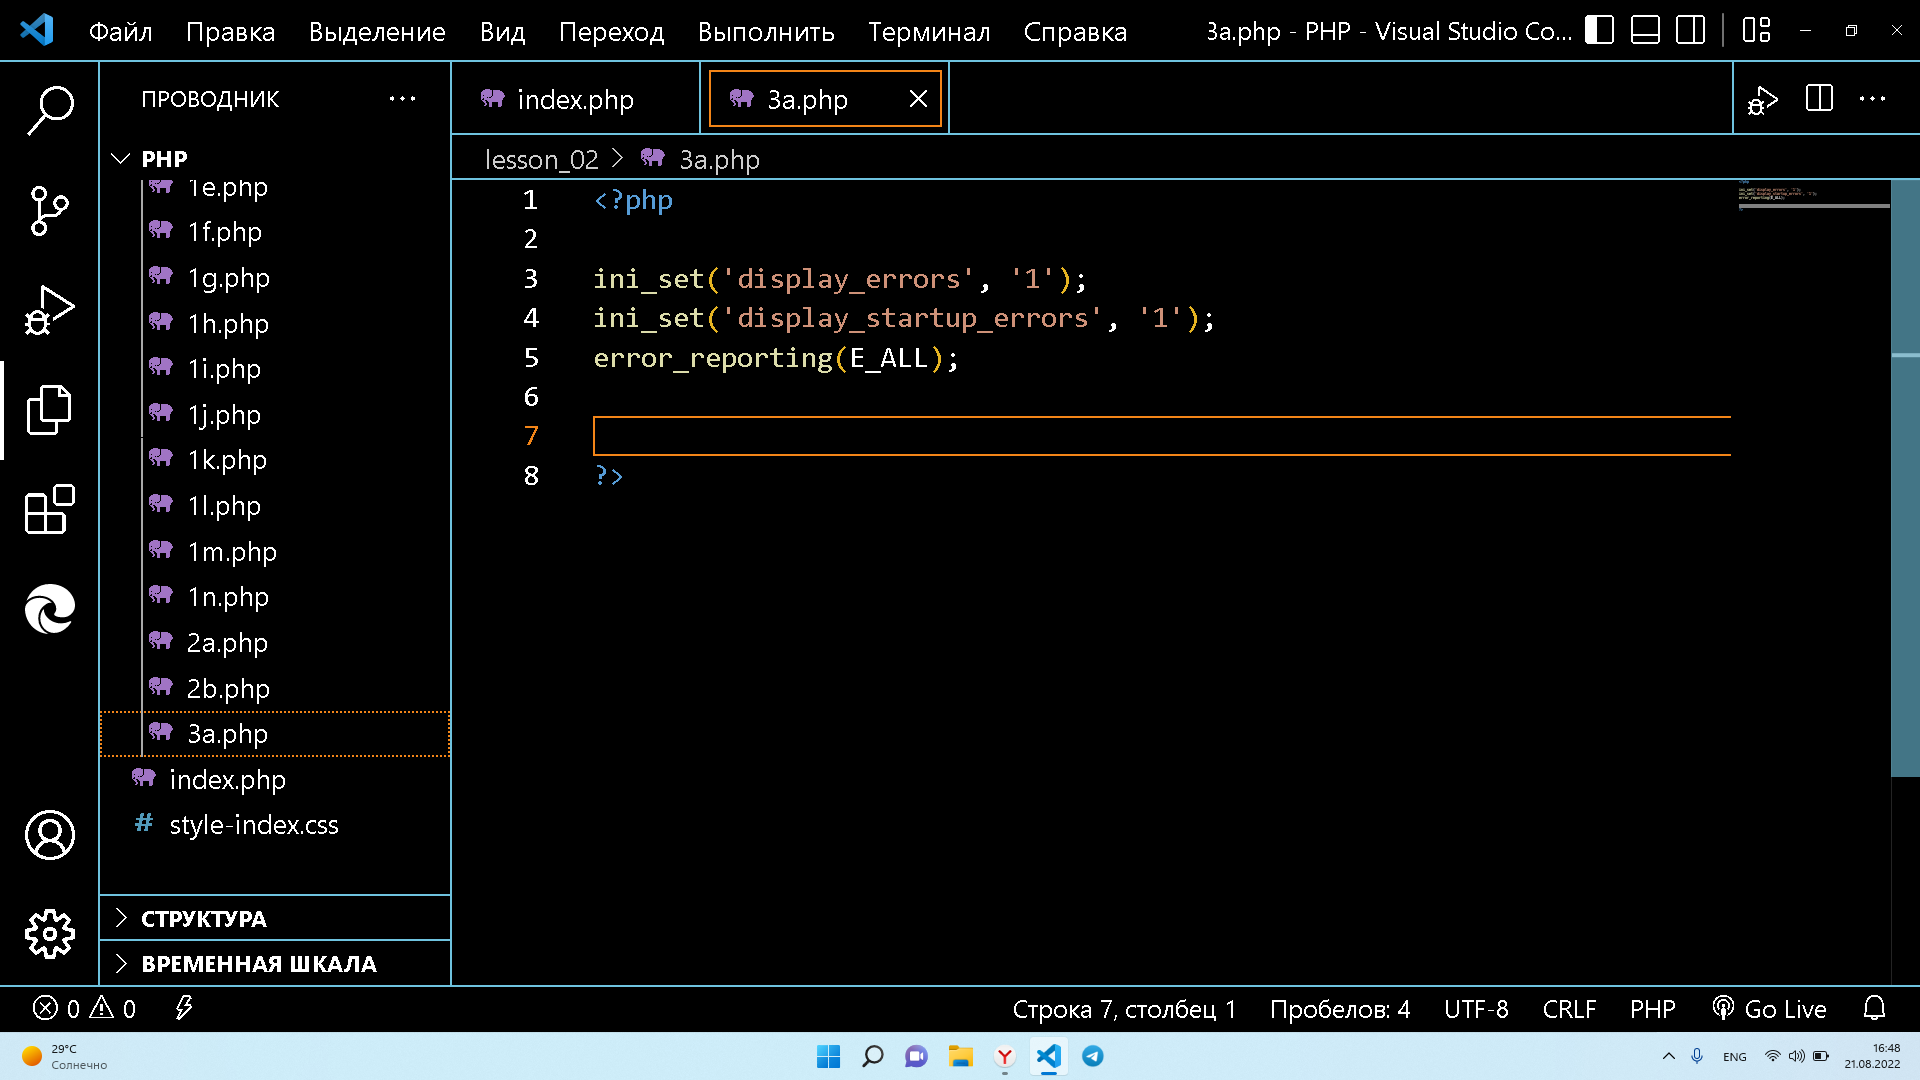 Файл Правка Выделение Вид Переход Выполнить Терминал Справка 3a.php - PHP - Visual Studio Co...
ПРОВОДНИК
PHP
1e.php
1f.php
1g.php
1h.php
1i.php
1j.php
1k.php
1l.php
1m.php
1n.php
2a.php
2b.php
3a.php
index.php
# style-index.css
СТРУКТУРА
ВРЕМЕННАЯ ШКАЛА
index.php 3a.php
lesson_02 > 3a.php
1 <?php
2
3 ini_set('display_errors', '1');
4 ini_set('display_startup_errors', '1');
5 error_reporting(E_ALL);
6
7
8 ?>
0 0 Строка 7, столбец 1 Пробелов: 4 UTF-8 CRLF PHP Go Live
29°C
Солнечно
ENG
16:48
21.08.2022